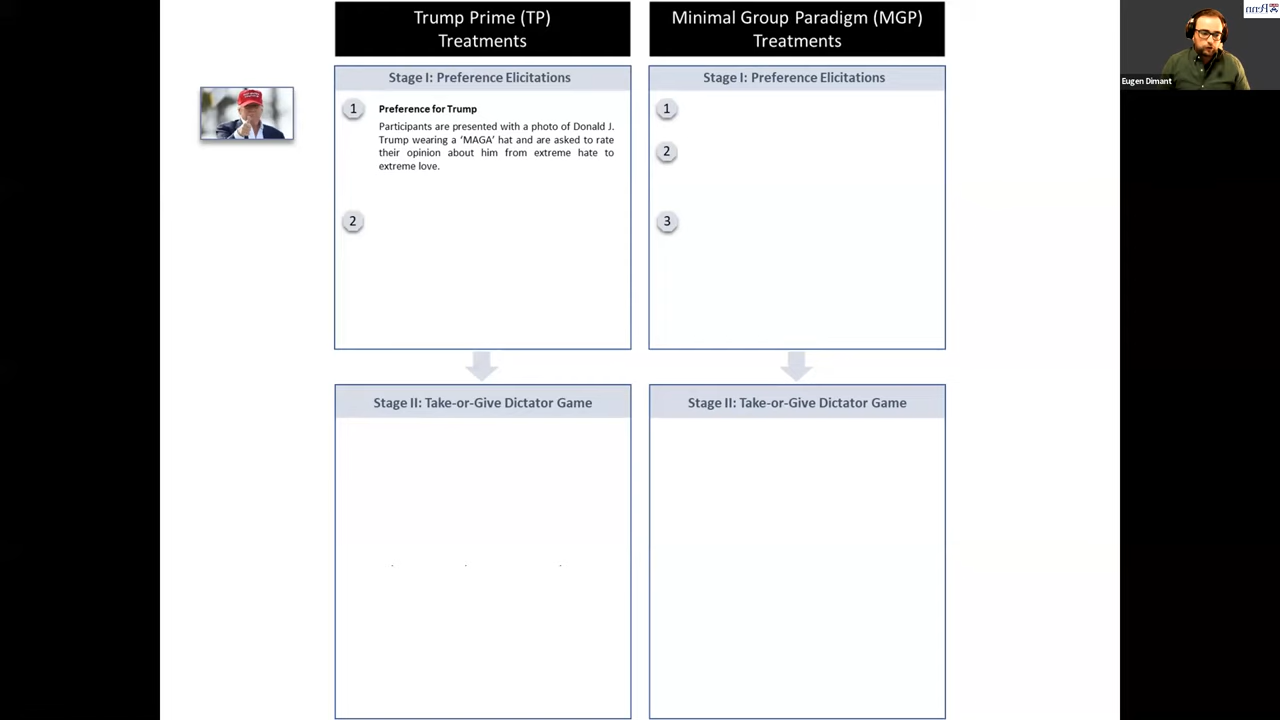 Trump Prime (TP)
Treatments
Minimal Group Paradigm (MGP)
Treatments
Stage I: Preference Elicitations
Stage I: Preference Elicitations
1
Preference for Trump
Participants are presented with a photo of Donald J.
Trump wearing a ‘MAGA’ hat and are asked to rate
their opinion about him from extreme hate to
extreme love.
2
1
2
3
Stage II: Take-or-Give Dictator Game
Stage II: Take-or-Give Dictator Game
Eugen Dimant